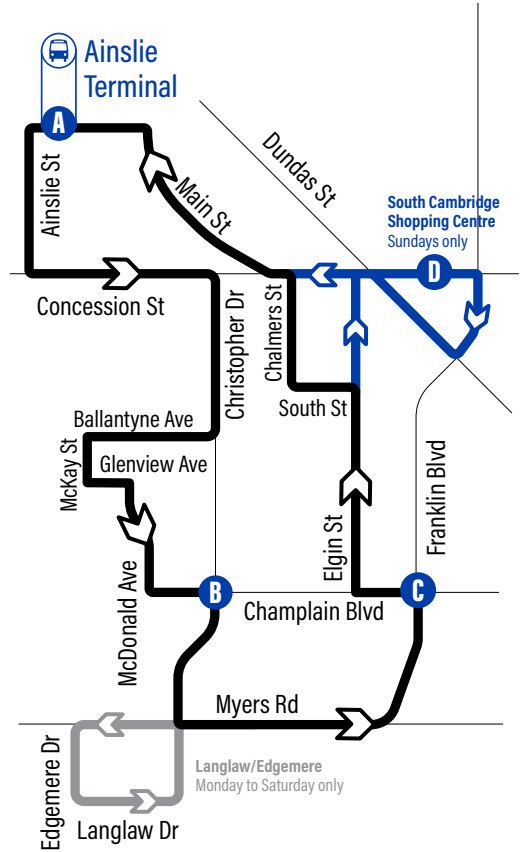 Ainslie
Terminal
A
Ainslie St
Main St
Dundas St
South Cambridge
Shopping Centre
Sundays only
D
Concession St
Christopher Dr
Chalmers St
South St
Ballantyne Ave
McKay St
Glenview Ave
McDonald Ave
Elgin St
Franklin Blvd
B
Champlain Blvd
C
Myers Rd
Edgemere Dr
Langlaw/Edgemere
Monday to Saturday only
Langlaw Dr